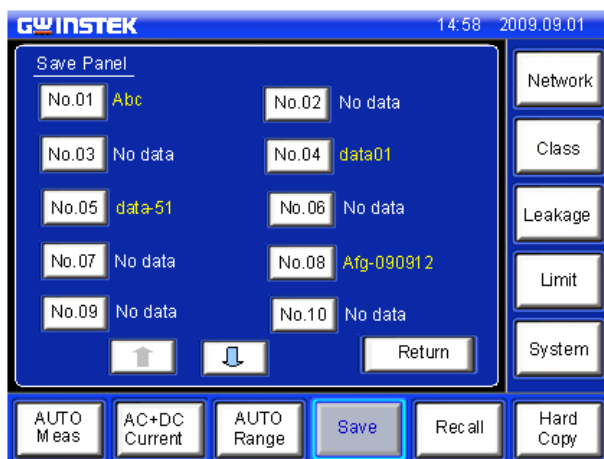 GWINSTEK 14:58 2009.09.01
Save Panel
No.01 Abc No.02 No data
No.03 No data No.04 data01
No.05 data-51 No.06 No data
No.07 No data No.08 Afg-090912
No.09 No data No.10 No data
Return
Network
Class
Leakage
Limit
System
AUTO
Meas
AC+DC
Current
AUTO
Range
Save
Recall
Hard
Copy